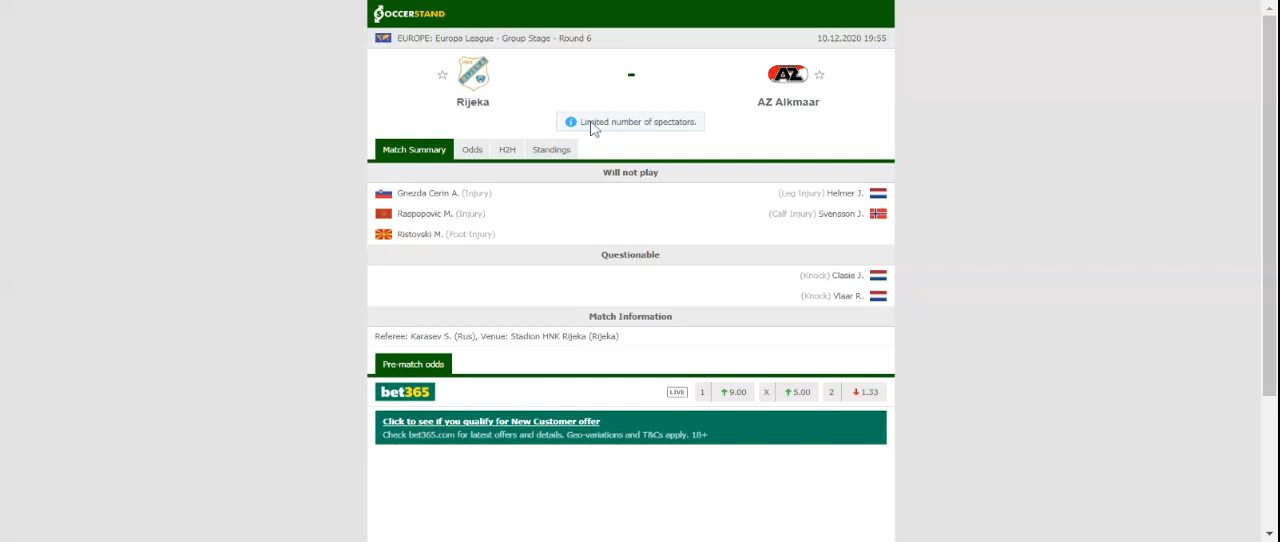 SOCCERSTAND
EUROPE: Europa League - Group Stage - Round 6 10.12.2020 19:55
Rijeka - AZ Alkmaar
Limited number of spectators.
Match Summary Odds H2H Standings
Will not play
Gnezda Cerin A. (Injury) (Leg Injury) Helmer J.
Raspopovic M. (Injury) (Calf Injury) Svensson J.
Ristovski M. (Foot Injury)
Questionable
(Knock) Clasie J.
(Knock) Vlaar R.
Match Information
Referee: Karasev S. (Rus), Venue: Stadion HNK Rijeka (Rijeka)
Pre-match odds
bet365 LIVE 1 9.00 X 5.00 2 1.33
Click to see if you qualify for New Customer offer
Check bet365.com for latest offers and details. Geo-variations and T&Cs apply. 18+